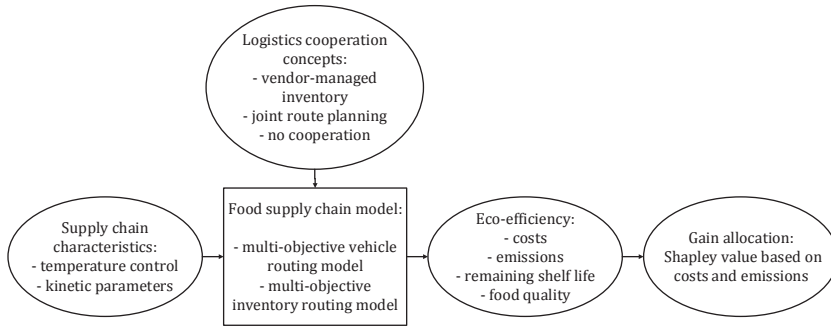 Logistics cooperation
concepts:
- vendor-managed
inventory
- joint route planning
- no cooperation
Supply chain
characteristics:
- temperature control
- kinetic parameters
Food supply chain model:
- multi-objective vehicle
routing model
- multi-objective
inventory routing model
Eco-efficiency:
- costs
- emissions
- remaining shelf life
- food quality
Gain allocation:
Shapley value based on
costs and emissions